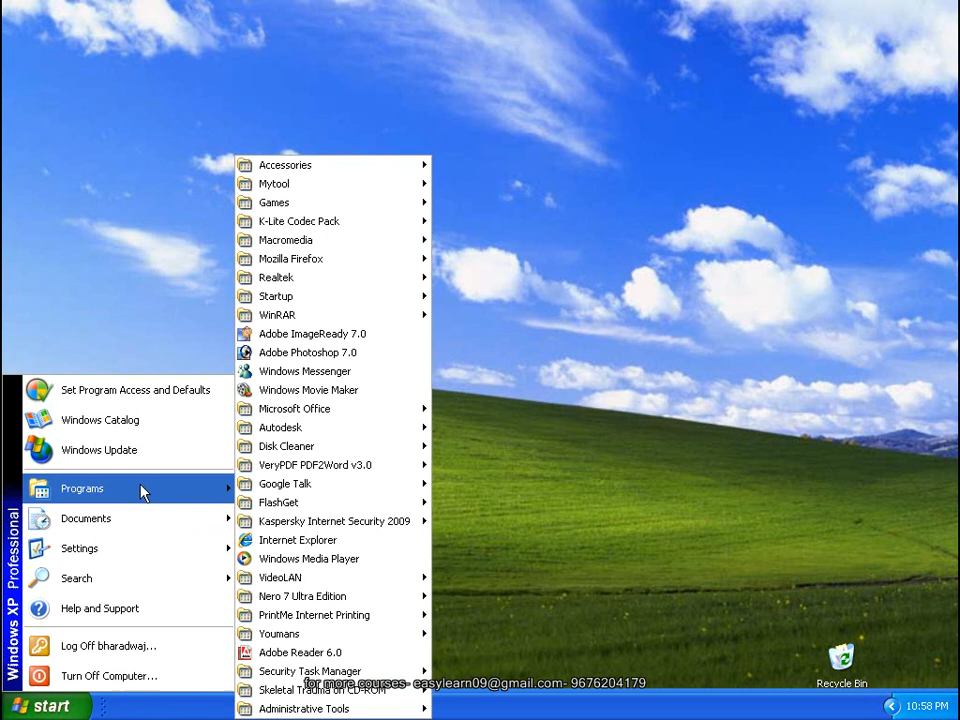 Accessories
Mytool
Games
K-Lite Codec Pack
Macromedia
Mozilla Firefox
Realtek
Startup
WinRAR
Adobe ImageReady 7.0
Adobe Photoshop 7.0
Windows Messenger
Windows Movie Maker
Microsoft Office
Autodesk
Disk Cleaner
VeryPDF PDF2Word v3.0
Google Talk
FlashGet
Kaspersky Internet Security 2009
Internet Explorer
Windows Media Player
VideoLAN
Nero 7 Ultra Edition
PrintMe Internet Printing
Youmans
Adobe Reader 6.0
Security Task Manager
Skeletal Trauma on CD-ROM
Administrative Tools
Set Program Access and Defaults
Windows Catalog
Windows Update
Programs
Documents
Settings
Search
Help and Support
Log Off bharadwaj...
Turn Off Computer...
Windows XP Professional
for more courses- easylearn09@gmail.com- 9676204179
Recycle Bin
start
10:58 PM